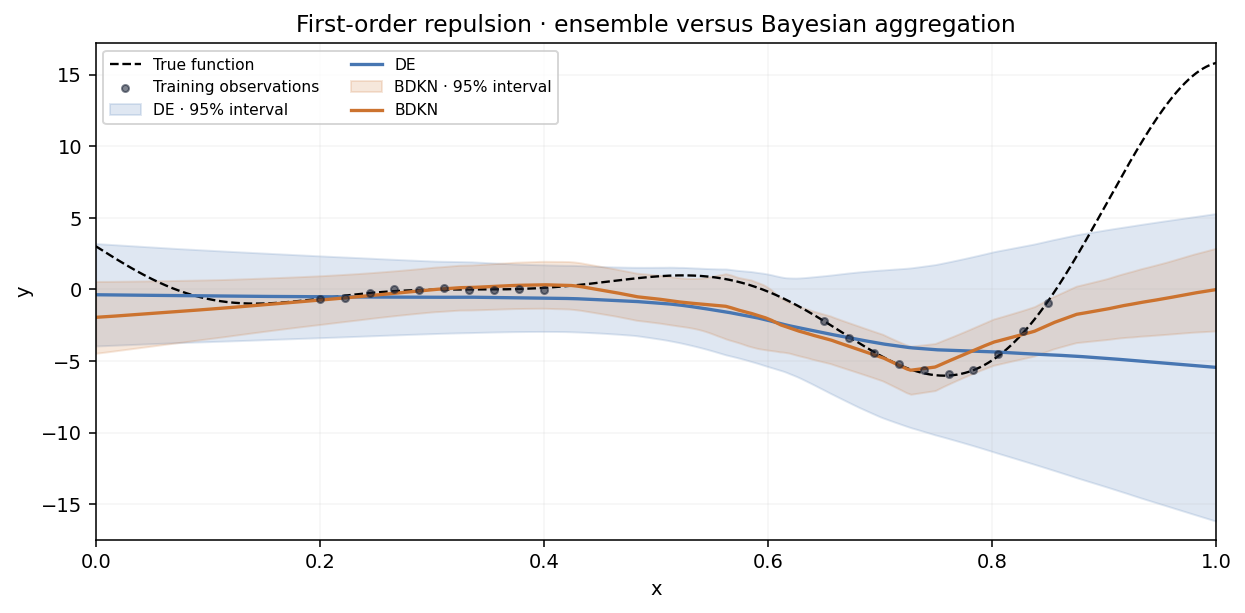 First-order repulsion · ensemble versus Bayesian aggregation
True function
Training observations
DE · 95% interval
DE
BDKN · 95% interval
BDKN
15
10
5
0
−5
−10
−15
y
0.0 0.2 0.4 0.6 0.8 1.0
x